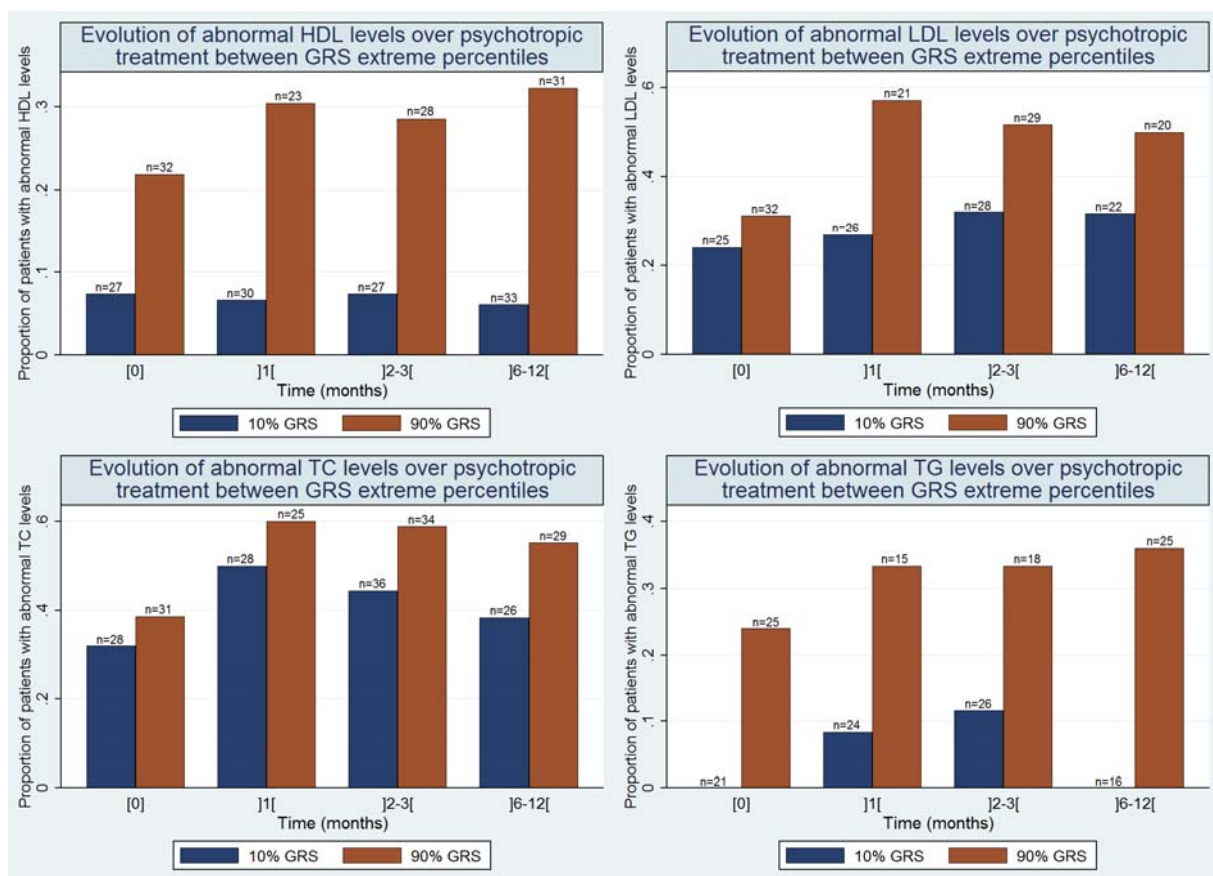 Evolution of abnormal HDL levels over psychotropic
treatment between GRS extreme percentiles
Proportion of patients with abnormal HDL levels
0 .1 .2 .3
n=27 n=32 n=30 n=23 n=27 n=28 n=33 n=31
[0] ]1[ ]2-3[ ]6-12[
Time (months)
10% GRS 90% GRS
Evolution of abnormal LDL levels over psychotropic
treatment between GRS extreme percentiles
Proportion of patients with abnormal LDL levels
0 .2 .4 .6
n=25 n=32 n=26 n=21 n=28 n=29 n=22 n=20
[0] ]1[ ]2-3[ ]6-12[
Time (months)
10% GRS 90% GRS
Evolution of abnormal TC levels over psychotropic
treatment between GRS extreme percentiles
Proportion of patients with abnormal TC levels
0 .2 .4 .6
n=28 n=31 n=28 n=25 n=36 n=34 n=26 n=29
[0] ]1[ ]2-3[ ]6-12[
Time (months)
10% GRS 90% GRS
Evolution of abnormal TG levels over psychotropic
treatment between GRS extreme percentiles
Proportion of patients with abnormal TG levels
0 .1 .2 .3 .4
n=21 n=25 n=24 n=15 n=26 n=18 n=16 n=25
[0] ]1[ ]2-3[ ]6-12[
Time (months)
10% GRS 90% GRS